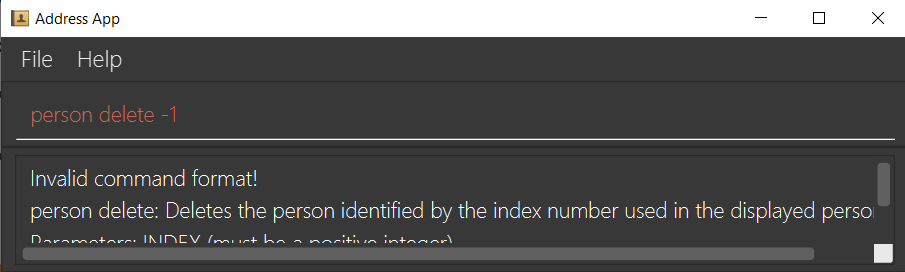 Address App
File Help
person delete -1
Invalid command format!
person delete: Deletes the person identified by the index number used in the displayed perso
Parameters: INDEX (must be a positive integer)